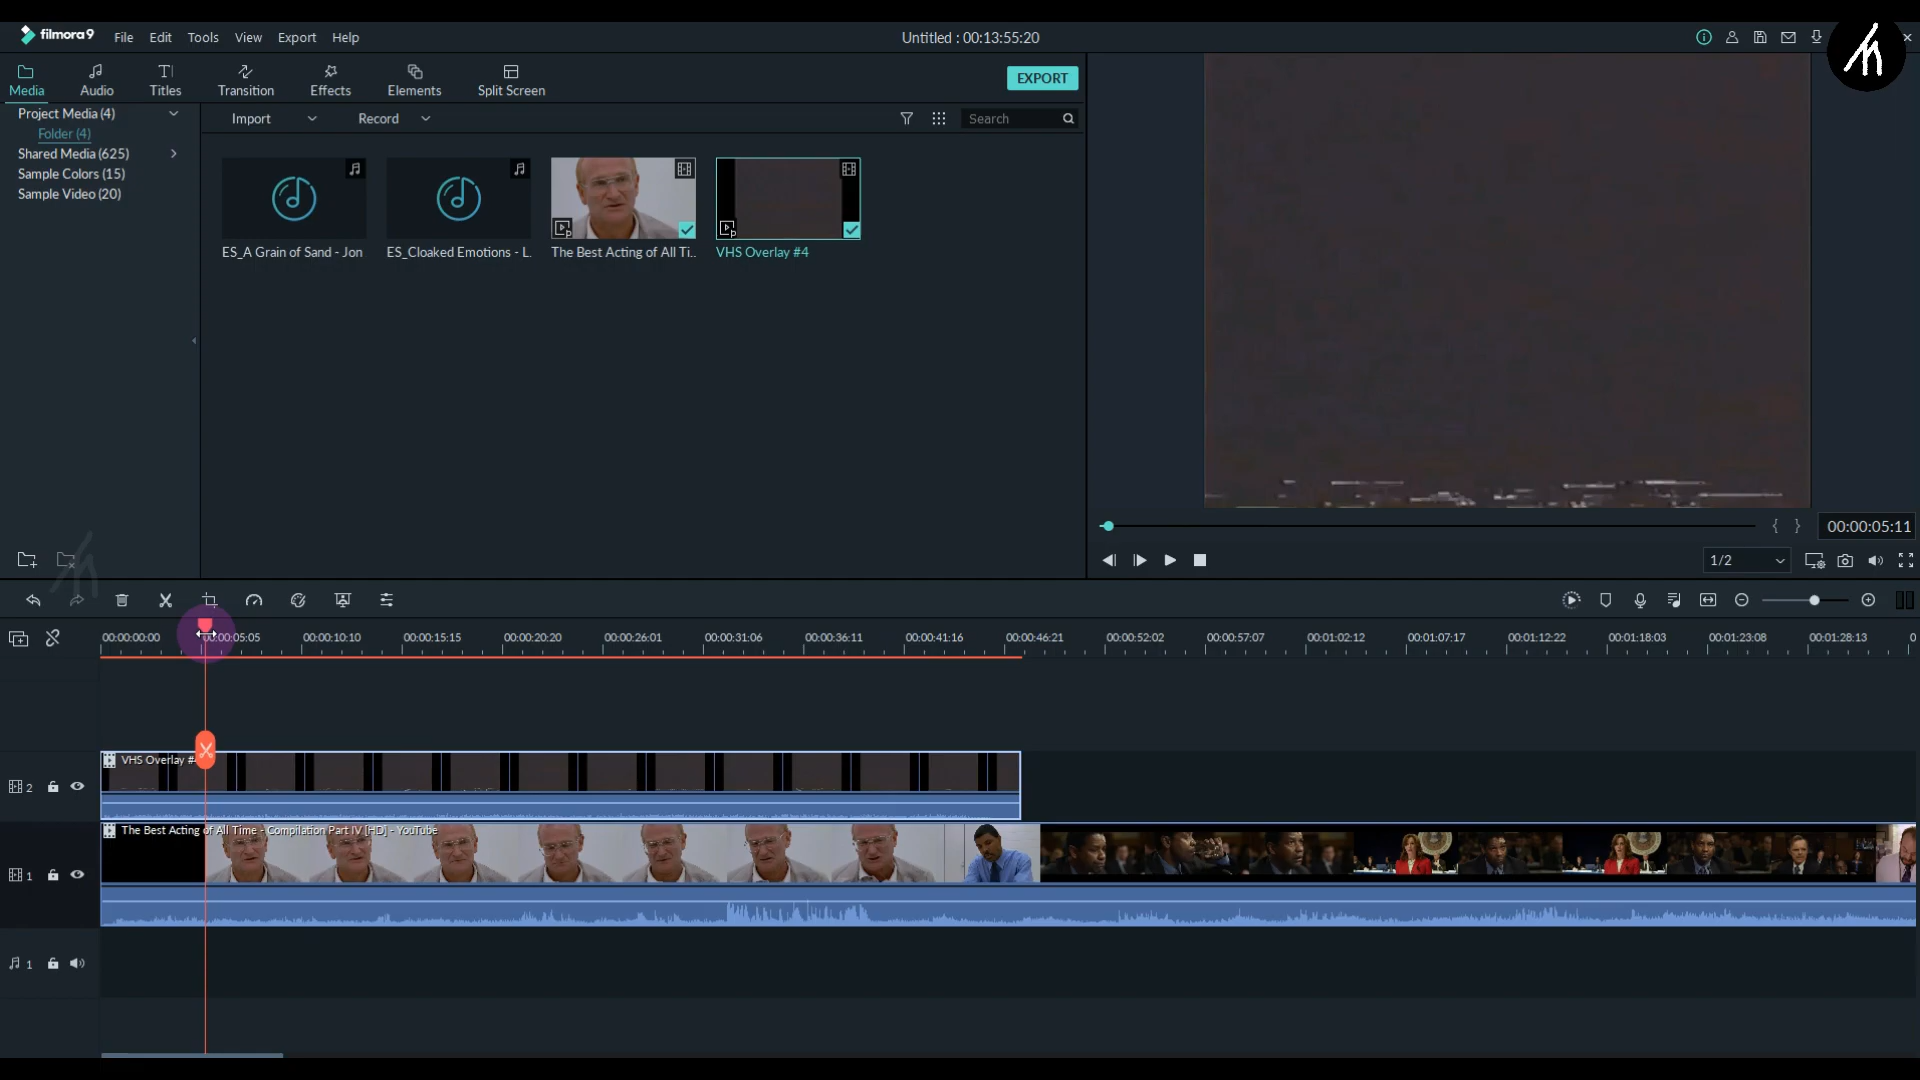 filmora9 File Edit Tools View Export Help
Untitled : 00:13:55:20
Media Audio Titles Transition Effects Elements Split Screen
EXPORT
Project Media (4)
Folder (4)
Shared Media (625)
Sample Colors (15)
Sample Video (20)
Import Record Search
ES_A Grain of Sand - Jon
ES_Cloaked Emotions - L.
The Best Acting of All Ti..
VHS Overlay #4
{ } 00:00:05:11
1/2
00:00:00:00 00:00:05:05 00:00:10:10 00:00:15:15 00:00:20:20 00:00:26:01 00:00:31:06 00:00:36:11 00:00:41:16 00:00:46:21 00:00:52:02 00:00:57:07 00:01:02:12 00:01:07:17 00:01:12:22 00:01:18:03 00:01:23:08 00:01:28:13 0
VHS Overlay #
2
The Best Acting of All Time - Compilation Part IV [HD] - YouTube
1
1